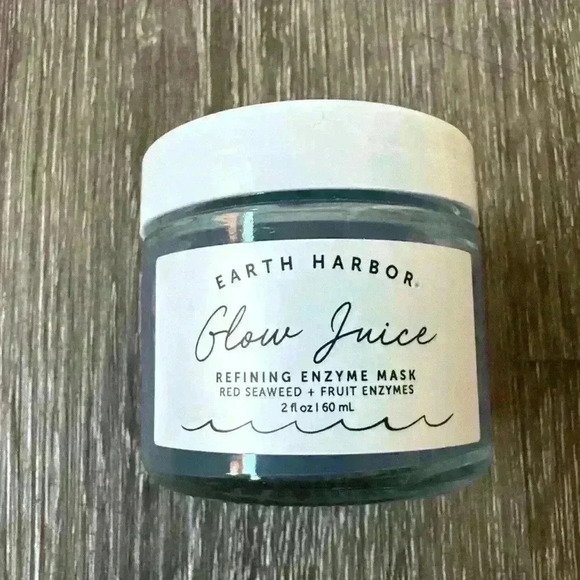 EARTH HARBOR®
Glow Juice
REFINING ENZYME MASK
RED SEAWEED + FRUIT ENZYMES
2 fl oz | 60 mL